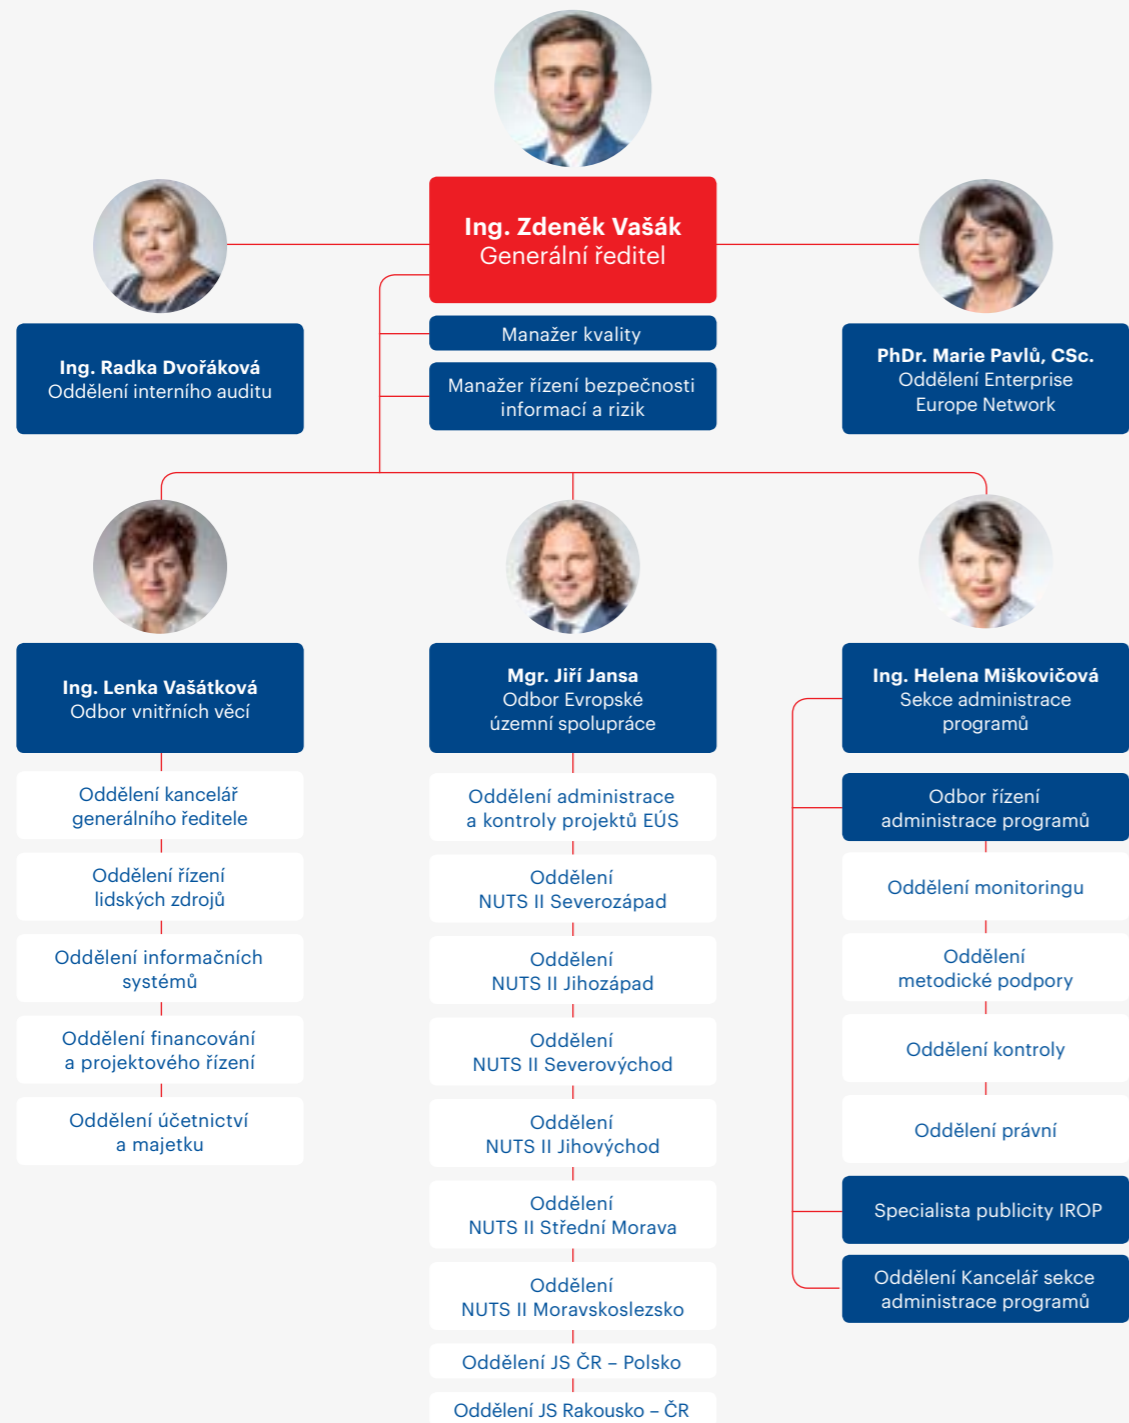 Ing. Zdeněk Vašák
Generální ředitel
Ing. Radka Dvořáková
Oddělení interního auditu
Manažer kvality
Manažer řízení bezpečnosti
informací a rizik
PhDr. Marie Pavlů, CSc.
Oddělení Enterprise
Europe Network
Ing. Lenka Vašátková
Odbor vnitřních věcí
Oddělení kancelář
generálního ředitele
Oddělení řízení
lidských zdrojů
Oddělení informačních
systémů
Oddělení financování
a projektového řízení
Oddělení účetnictví
a majetku
Mgr. Jiří Jansa
Odbor Evropské
územní spolupráce
Oddělení administrace
a kontroly projektů EÚS
Oddělení
NUTS II Severozápad
Oddělení
NUTS II Jihozápad
Oddělení
NUTS II Severovýchod
Oddělení
NUTS II Jihovýchod
Oddělení
NUTS II Střední Morava
Oddělení
NUTS II Moravskoslezsko
Oddělení JS ČR – Polsko
Oddělení JS Rakousko – ČR
Ing. Helena Miškovičová
Sekce administrace
programů
Odbor řízení
administrace programů
Oddělení monitoringu
Oddělení
metodické podpory
Oddělení kontroly
Oddělení právní
Specialista publicity IROP
Oddělení Kancelář sekce
administrace programů